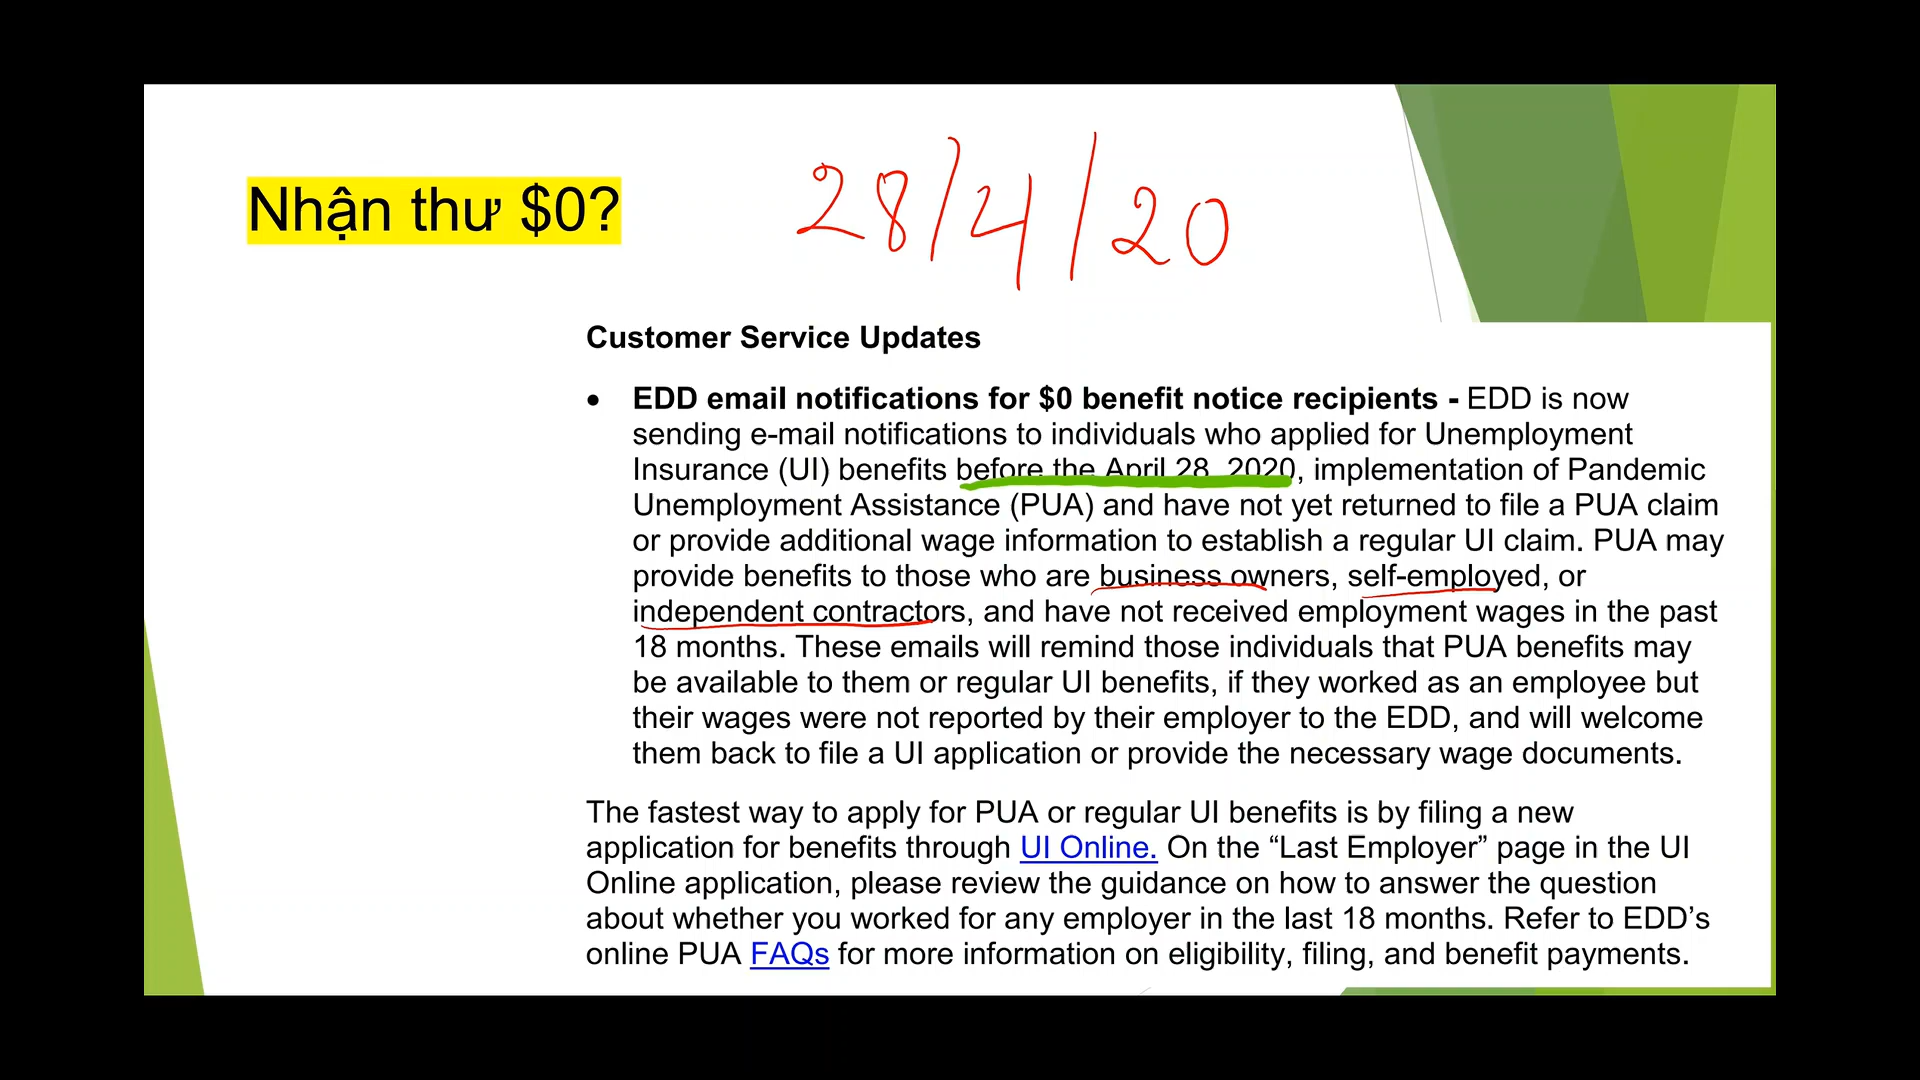 Nhận thư $0?
28/4/20
Customer Service Updates
• EDD email notifications for $0 benefit notice recipients - EDD is now
sending e-mail notifications to individuals who applied for Unemployment
Insurance (UI) benefits before the April 28, 2020, implementation of Pandemic
Unemployment Assistance (PUA) and have not yet returned to file a PUA claim
or provide additional wage information to establish a regular UI claim. PUA may
provide benefits to those who are business owners, self-employed, or
independent contractors, and have not received employment wages in the past
18 months. These emails will remind those individuals that PUA benefits may
be available to them or regular UI benefits, if they worked as an employee but
their wages were not reported by their employer to the EDD, and will welcome
them back to file a UI application or provide the necessary wage documents.
The fastest way to apply for PUA or regular UI benefits is by filing a new
application for benefits through UI Online. On the “Last Employer” page in the UI
Online application, please review the guidance on how to answer the question
about whether you worked for any employer in the last 18 months. Refer to EDD’s
online PUA FAQs for more information on eligibility, filing, and benefit payments.